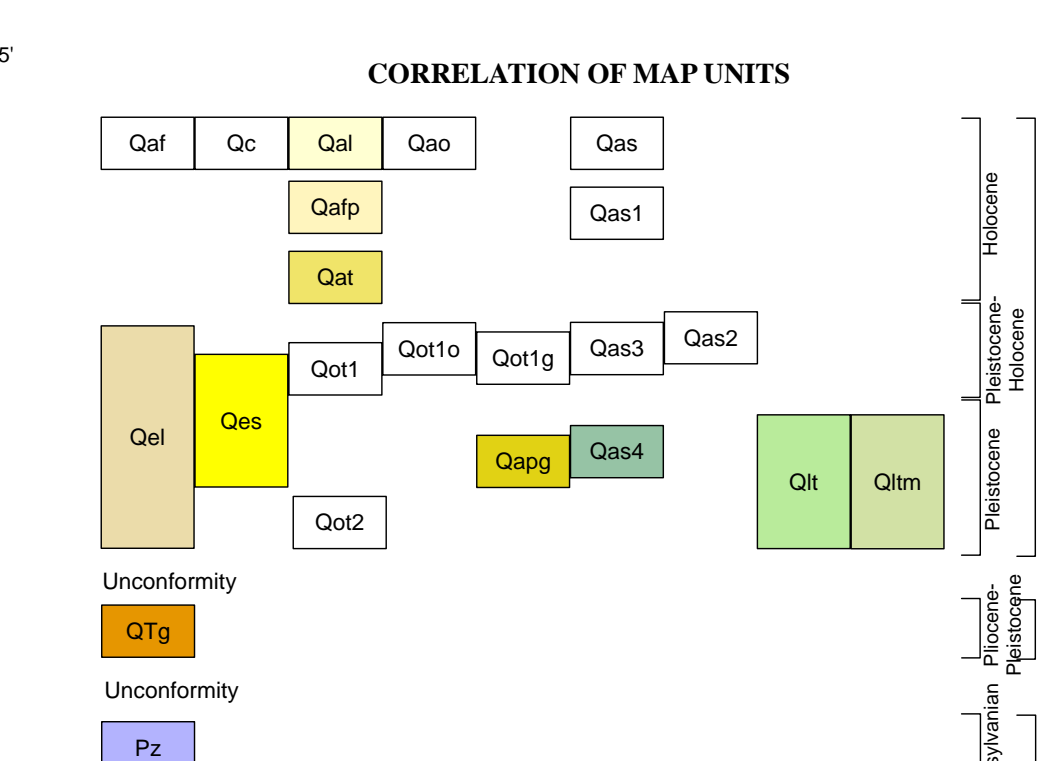 5'
CORRELATION OF MAP UNITS
Qaf Qc Qal Qao Qas
Qafp Qas1
Qat
Holocene
Qot1 Qot1o Qot1g Qas3 Qas2
Pleistocene-
Holocene
Qel Qes Qapg Qas4 Qlt Qltm
Qot2
Pleistocene
Unconformity
QTg
Pliocene-
Pleistocene
Unconformity
Pz